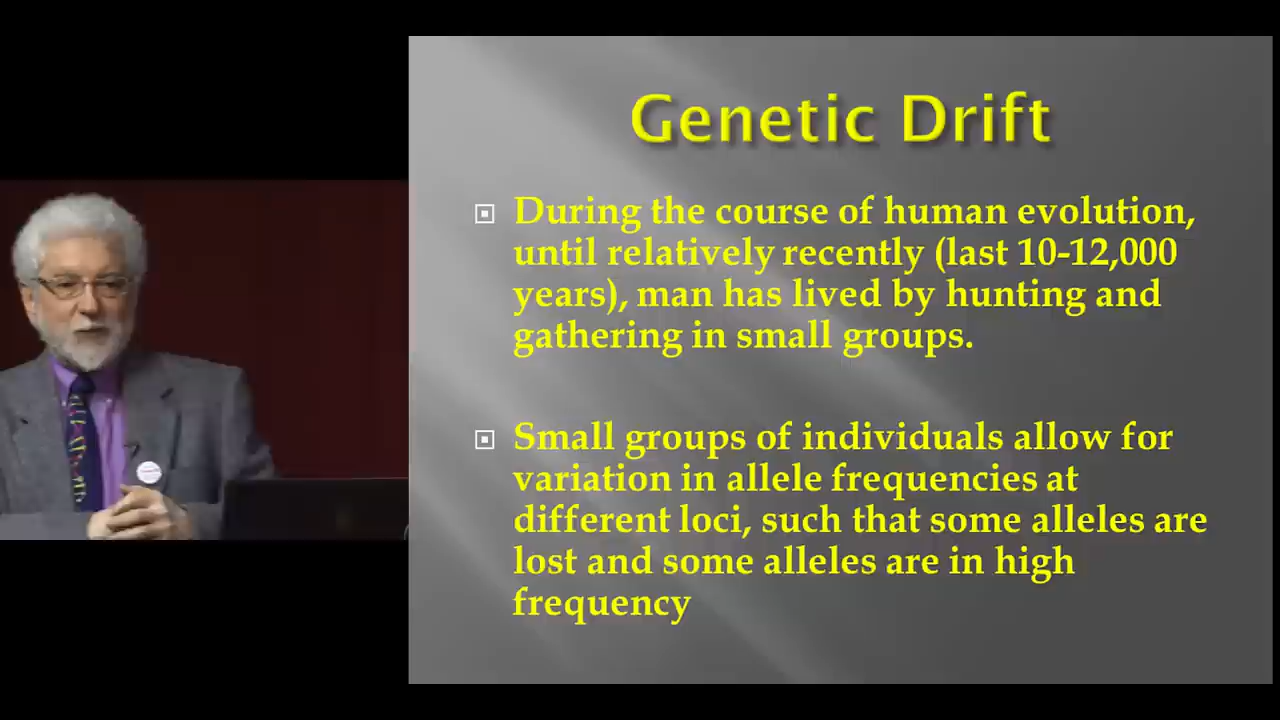 Genetic Drift
During the course of human evolution,
until relatively recently (last 10-12,000
years), man has lived by hunting and
gathering in small groups.
Small groups of individuals allow for
variation in allele frequencies at
different loci, such that some alleles are
lost and some alleles are in high
frequency